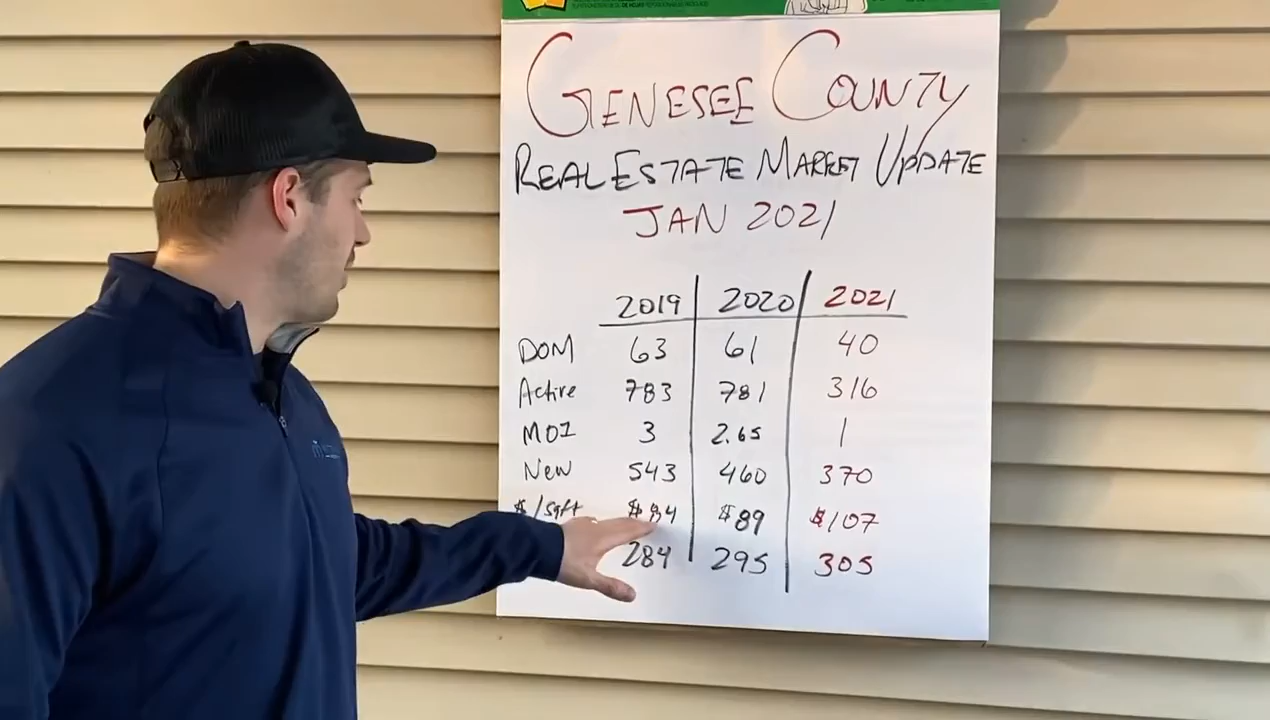 GENESEE COUNTY
REAL ESTATE MARKET UPDATE
JAN 2021
2019 2020 2021
DOM 63 61 40
Active 783 781 316
MOI 3 2.65 1
New 543 460 370
$/Sqft $84 $89 $107
284 295 305